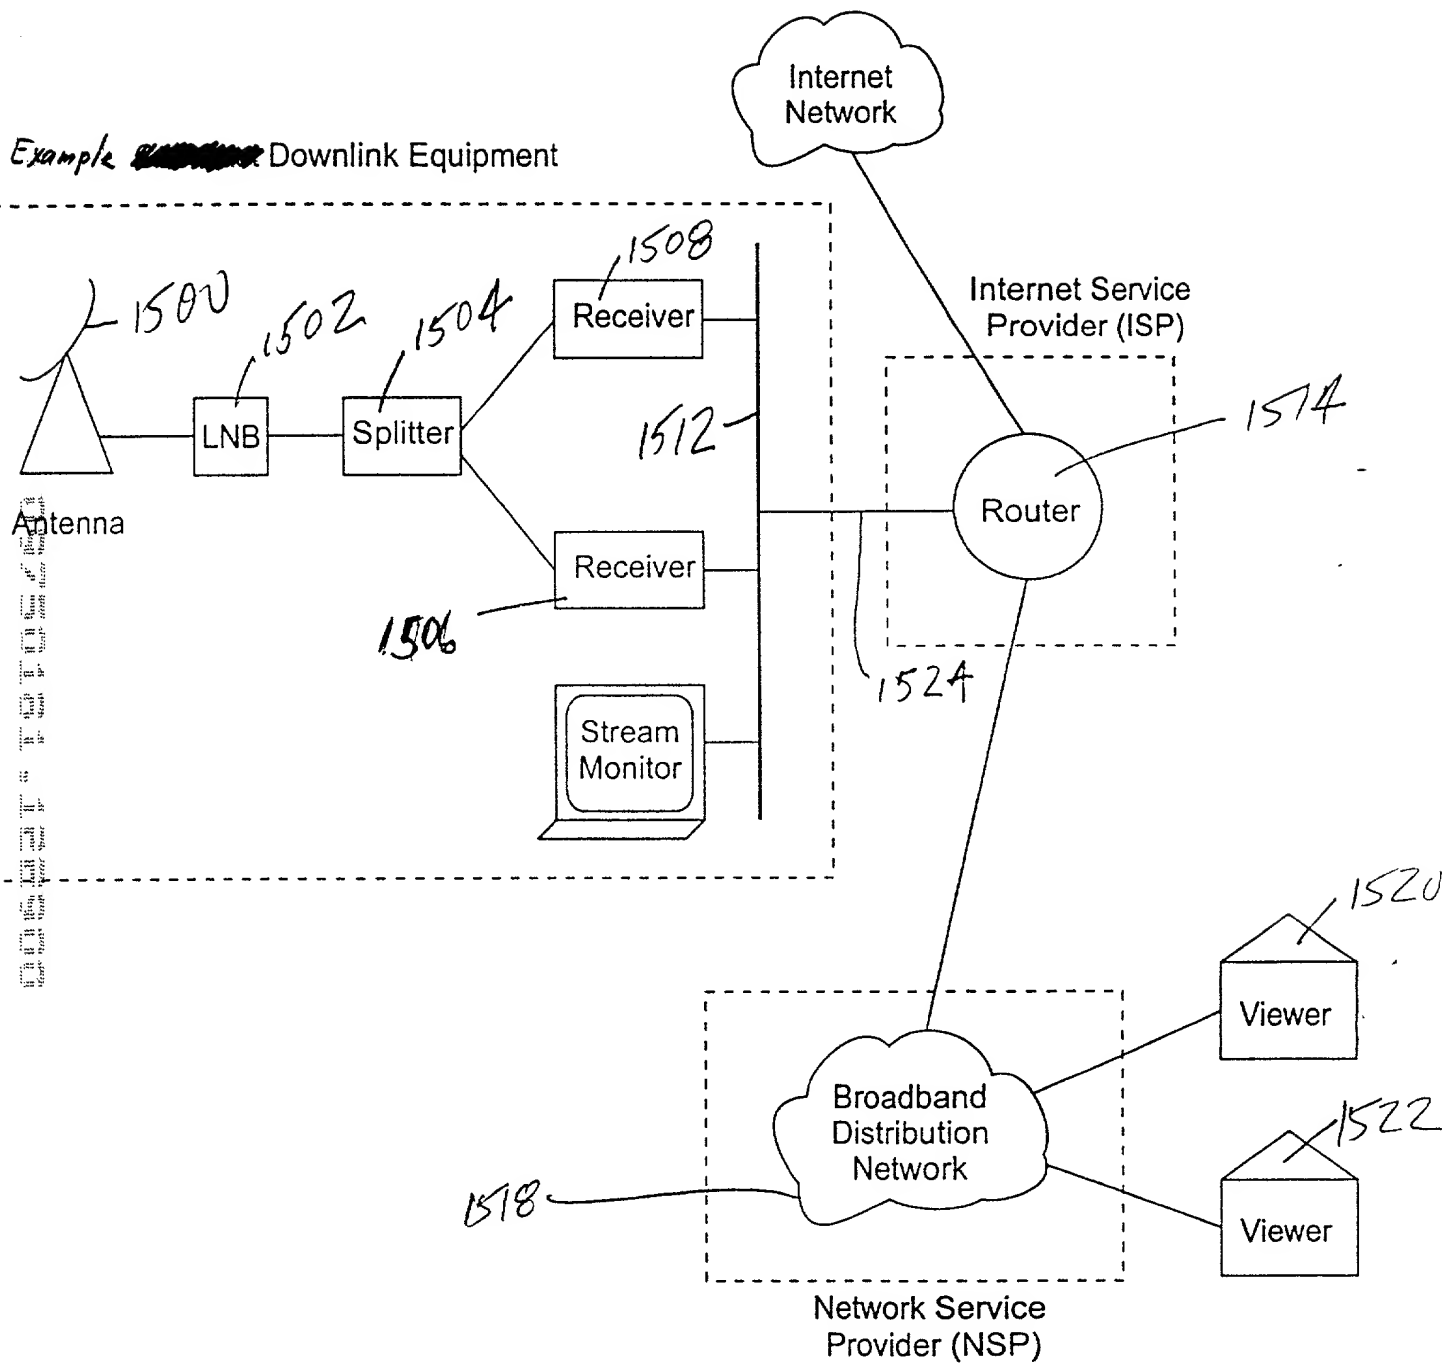 Internet
Network
Example Downlink Equipment
1508
Internet Service
Provider (ISP)
1500
1502
1504
Receiver
1514
LNB
Splitter
1512
Antenna
Router
Receiver
1506
1524
Stream
Monitor
1520
Viewer
Broadband
Distribution
Network
1522
1518
Viewer
Network Service
Provider (NSP)